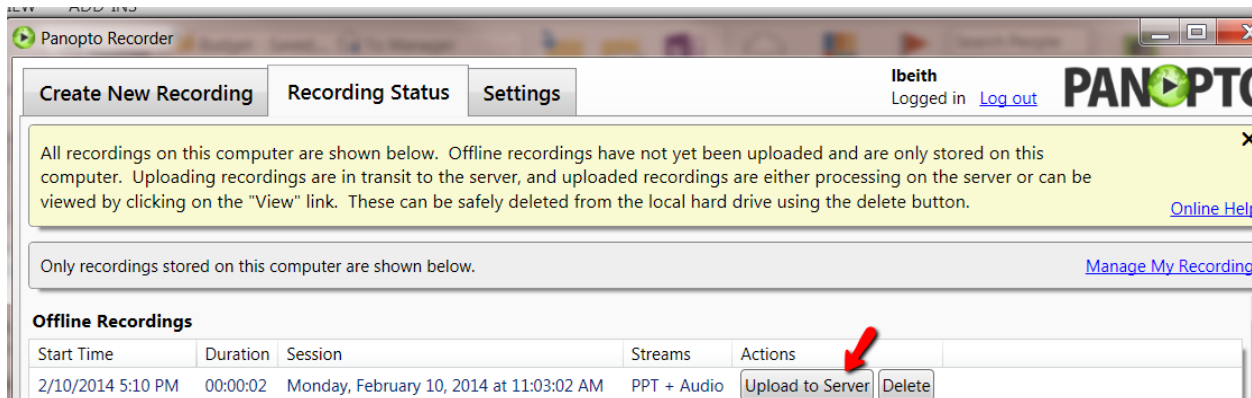 ADD INS
Panopto Recorder
Create New Recording Recording Status Settings
lbeith
Logged in Log out
PANOPTO
All recordings on this computer are shown below. Offline recordings have not yet been uploaded and are only stored on this
computer. Uploading recordings are in transit to the server, and uploaded recordings are either processing on the server or can be
viewed by clicking on the "View" link. These can be safely deleted from the local hard drive using the delete button.
Online Help
Only recordings stored on this computer are shown below.
Manage My Recording
Offline Recordings
Start Time Duration Session Streams Actions
2/10/2014 5:10 PM 00:00:02 Monday, February 10, 2014 at 11:03:02 AM PPT + Audio Upload to Server Delete